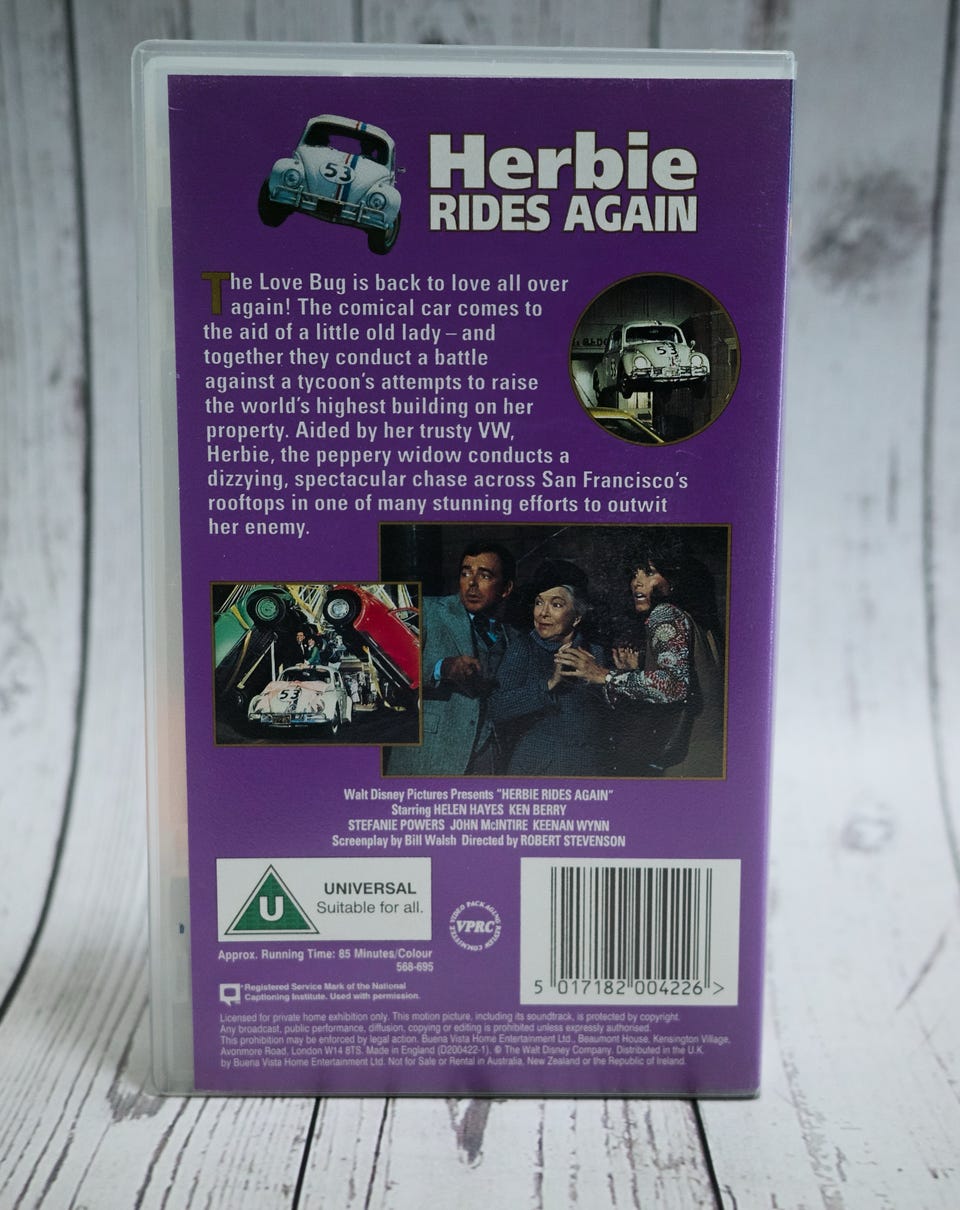 53
Herbie
RIDES AGAIN
The Love Bug is back to love all over
again! The comical car comes to
the aid of a little old lady – and
together they conduct a battle
against a tycoon's attempts to raise
the world's highest building on her
property. Aided by her trusty VW,
Herbie, the peppery widow conducts a
dizzying, spectacular chase across San Francisco's
rooftops in one of many stunning efforts to outwit
her enemy.
53
53
Walt Disney Pictures Presents "HERBIE RIDES AGAIN"
Starring HELEN HAYES KEN BERRY
STEFANIE POWERS JOHN McINTIRE KEENAN WYNN
Screenplay by Bill Walsh Directed by ROBERT STEVENSON
U
UNIVERSAL
Suitable for all.
VIDEO PACKAGING REVIEW COMMITTEE
VPRC
Approx. Running Time: 85 Minutes/Colour
568-695
Registered Service Mark of the National
Captioning Institute. Used with permission.
5 017182 004226 >
Licensed for private home exhibition only. This motion picture, including its soundtrack, is protected by copyright.
Any broadcast, public performance, diffusion, copying or editing is prohibited unless expressly authorised.
This prohibition may be enforced by legal action. Buena Vista Home Entertainment Ltd., Beaumont House, Kensington Village,
Avonmore Road, London W14 8TS. Made in England (D200422-1). © The Walt Disney Company. Distributed in the U.K.
by Buena Vista Home Entertainment Ltd. Not for Sale or Rental in Australia, New Zealand or the Republic of Ireland.